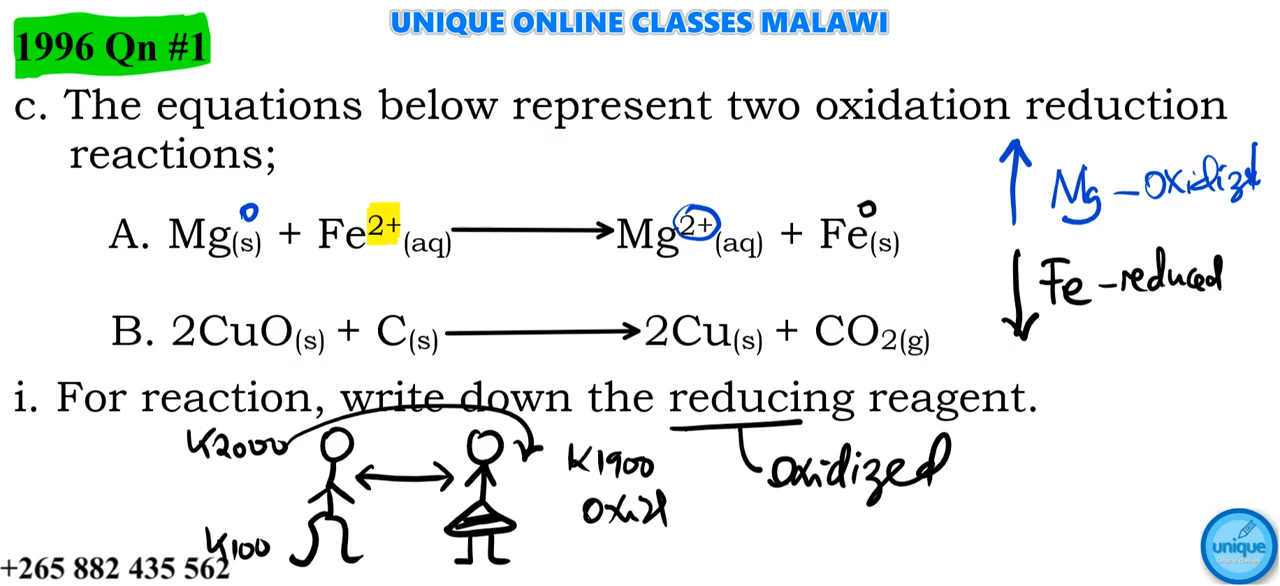 UNIQUE ONLINE CLASSES MALAWI
1996 Qn #1
c. The equations below represent two oxidation reduction
reactions;
Mg – oxidized
A. Mg⁰(s) + Fe²⁺(aq) ⟶ Mg²⁺(aq) + Fe⁰(s)
Fe – reduced
B. 2CuO(s) + C(s) ⟶ 2Cu(s) + CO₂(g)
i. For reaction, write down the reducing reagent.
K2000
K1900
oxidized
K100
+265 882 435 562
unique